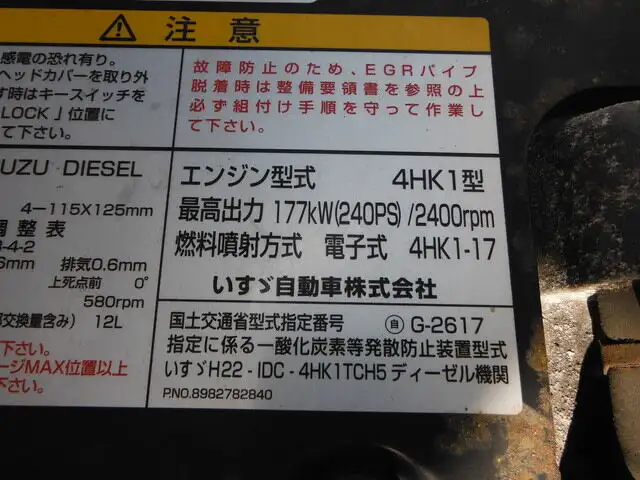 ⚠ 注意
感電の恐れ有り。
ヘッドカバーを取り外
す時はキースイッチを
LOCK」位置に
て下さい。
故障防止のため、EGRパイプ
脱着時は整備要領書を参照の上
必ず組付け手順を守って作業し
て下さい。
UZU DIESEL
4-115X125mm
調整表
-4-2
6mm 排気0.6mm
上死点前 0°
580rpm
交換量含み) 12L
下さい。
ージMAX位置以上
下さい。
エンジン型式 4HK1型
最高出力 177kW(240PS)/2400rpm
燃料噴射方式 電子式 4HK1-17
いすゞ自動車株式会社
国土交通省型式指定番号 ㊀自 G-2617
指定に係る一酸化炭素等発散防止装置型式
いすゞH22-IDC-4HK1TCH5ディーゼル機関
P.NO.8982782840